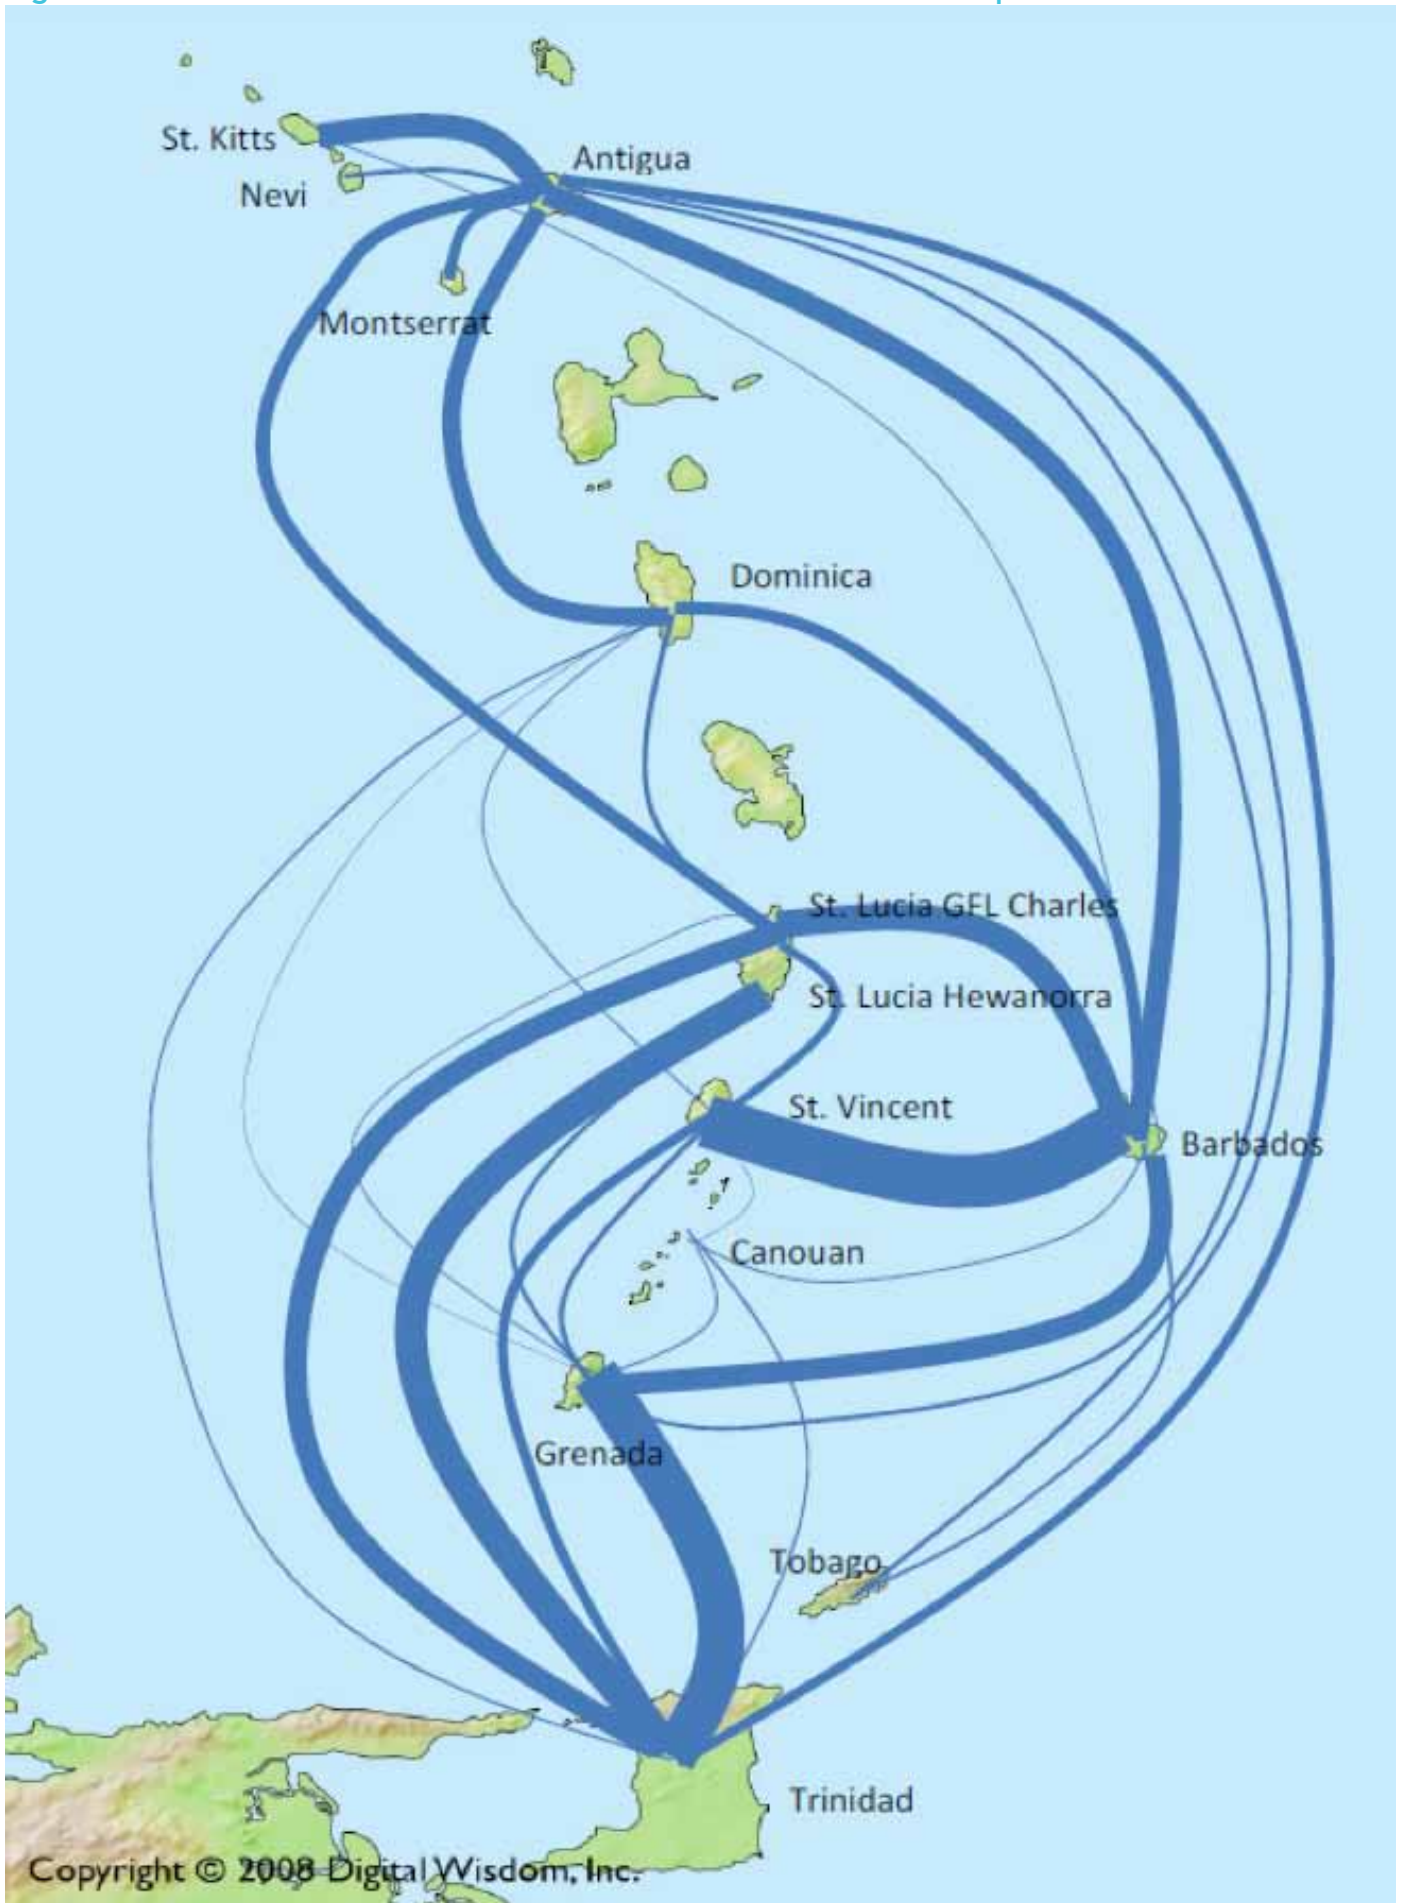 St. Kitts
Antigua
Nevi
Montserrat
Dominica
St. Lucia GFL Charles
St. Lucia Hewanorra
St. Vincent
Barbados
Canouan
Grenada
Tobago
Trinidad
Copyright © 2008 Digital Wisdom, Inc.